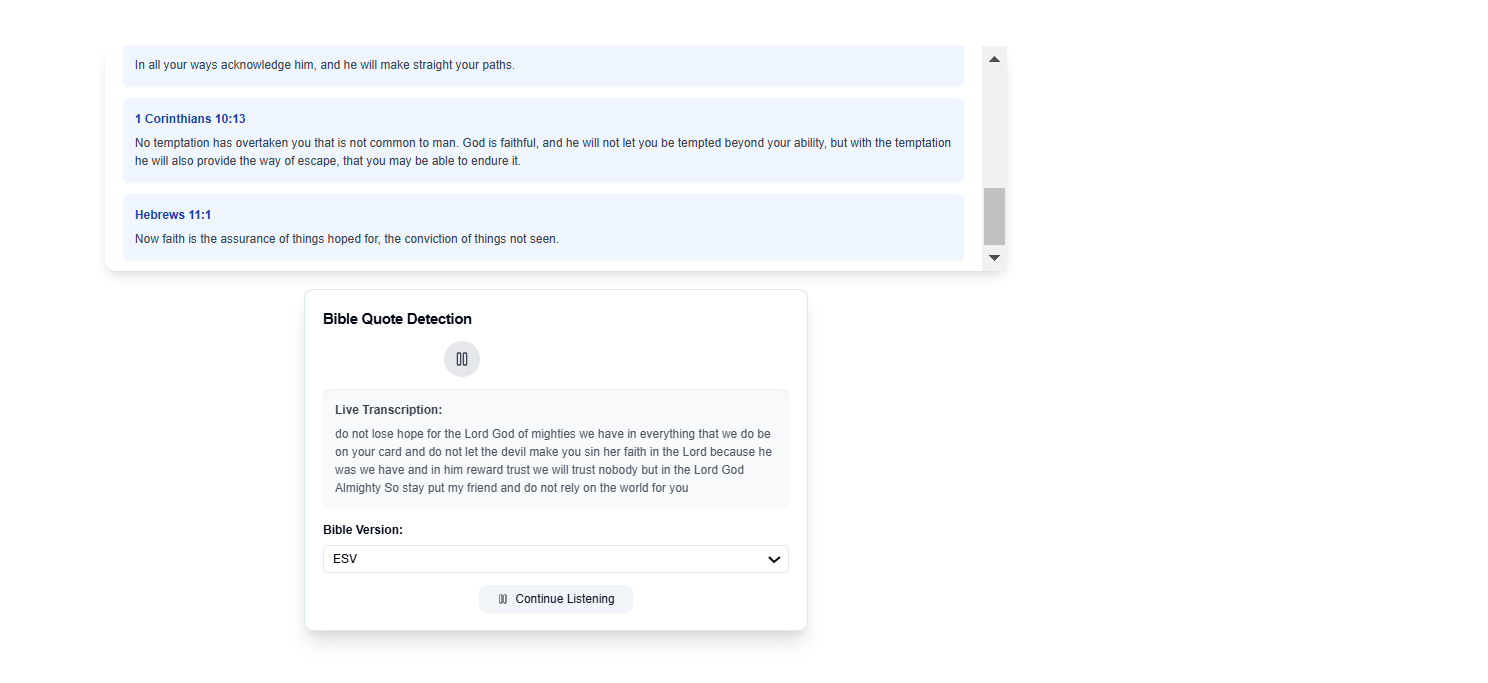 In all your ways acknowledge him, and he will make straight your paths.
1 Corinthians 10:13
No temptation has overtaken you that is not common to man. God is faithful, and he will not let you be tempted beyond your ability, but with the temptation
he will also provide the way of escape, that you may be able to endure it.
Hebrews 11:1
Now faith is the assurance of things hoped for, the conviction of things not seen.
Bible Quote Detection
Live Transcription:
do not lose hope for the Lord God of mighties we have in everything that we do be
on your card and do not let the devil make you sin her faith in the Lord because he
was we have and in him reward trust we will trust nobody but in the Lord God
Almighty So stay put my friend and do not rely on the world for you
Bible Version:
ESV
Continue Listening